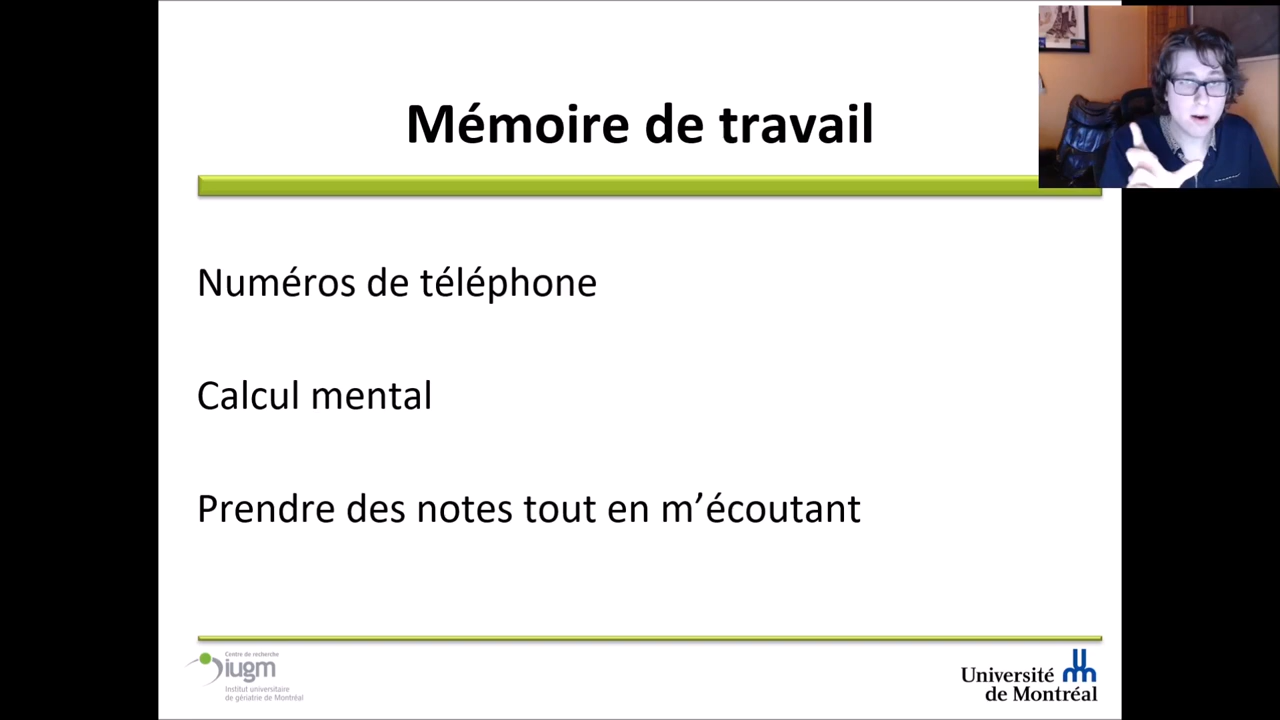 Mémoire de travail
Numéros de téléphone
Calcul mental
Prendre des notes tout en m’écoutant
Centre de recherche
iugm
Institut universitaire
de gériatrie de Montréal
Université
de Montréal